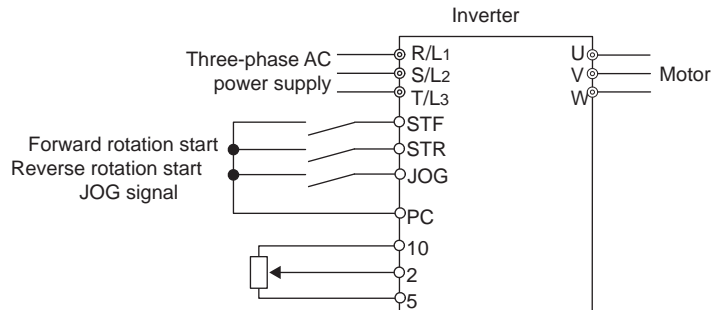 Inverter
Three-phase AC
power supply
R/L1
S/L2
T/L3
U
V
W
Motor
Forward rotation start
Reverse rotation start
JOG signal
STF
STR
JOG
PC
10
2
5